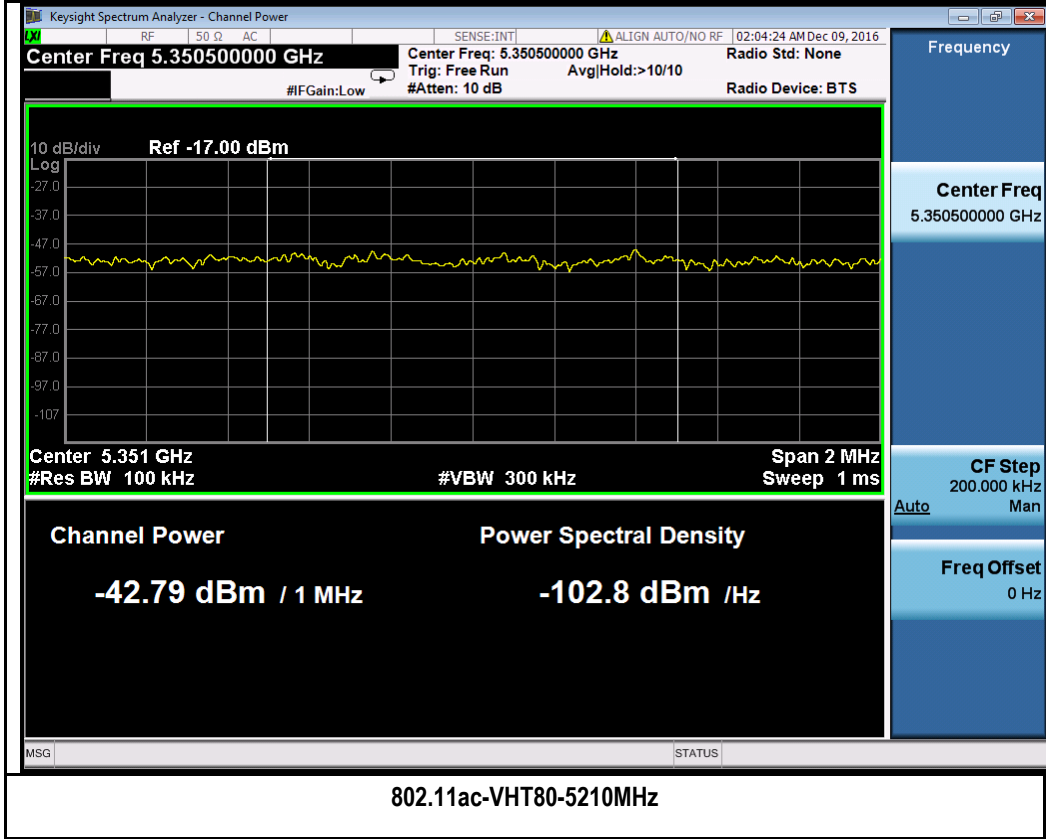 Keysight Spectrum Analyzer - Channel Power
LXI RF 50 Ω AC SENSE:INT ALIGN AUTO/NO RF 02:04:24 AM Dec 09, 2016
Center Freq 5.350500000 GHz
#IFGain:Low
Center Freq: 5.350500000 GHz
Trig: Free Run Avg|Hold:>10/10
#Atten: 10 dB
Radio Std: None
Radio Device: BTS
10 dB/div Ref -17.00 dBm
Log
-27.0
-37.0
-47.0
-57.0
-67.0
-77.0
-87.0
-97.0
-107
Center 5.351 GHz Span 2 MHz
#Res BW 100 kHz #VBW 300 kHz Sweep 1 ms
Channel Power Power Spectral Density
-42.79 dBm / 1 MHz -102.8 dBm /Hz
MSG STATUS
Frequency
Center Freq
5.350500000 GHz
CF Step
200.000 kHz
Auto Man
Freq Offset
0 Hz
802.11ac-VHT80-5210MHz